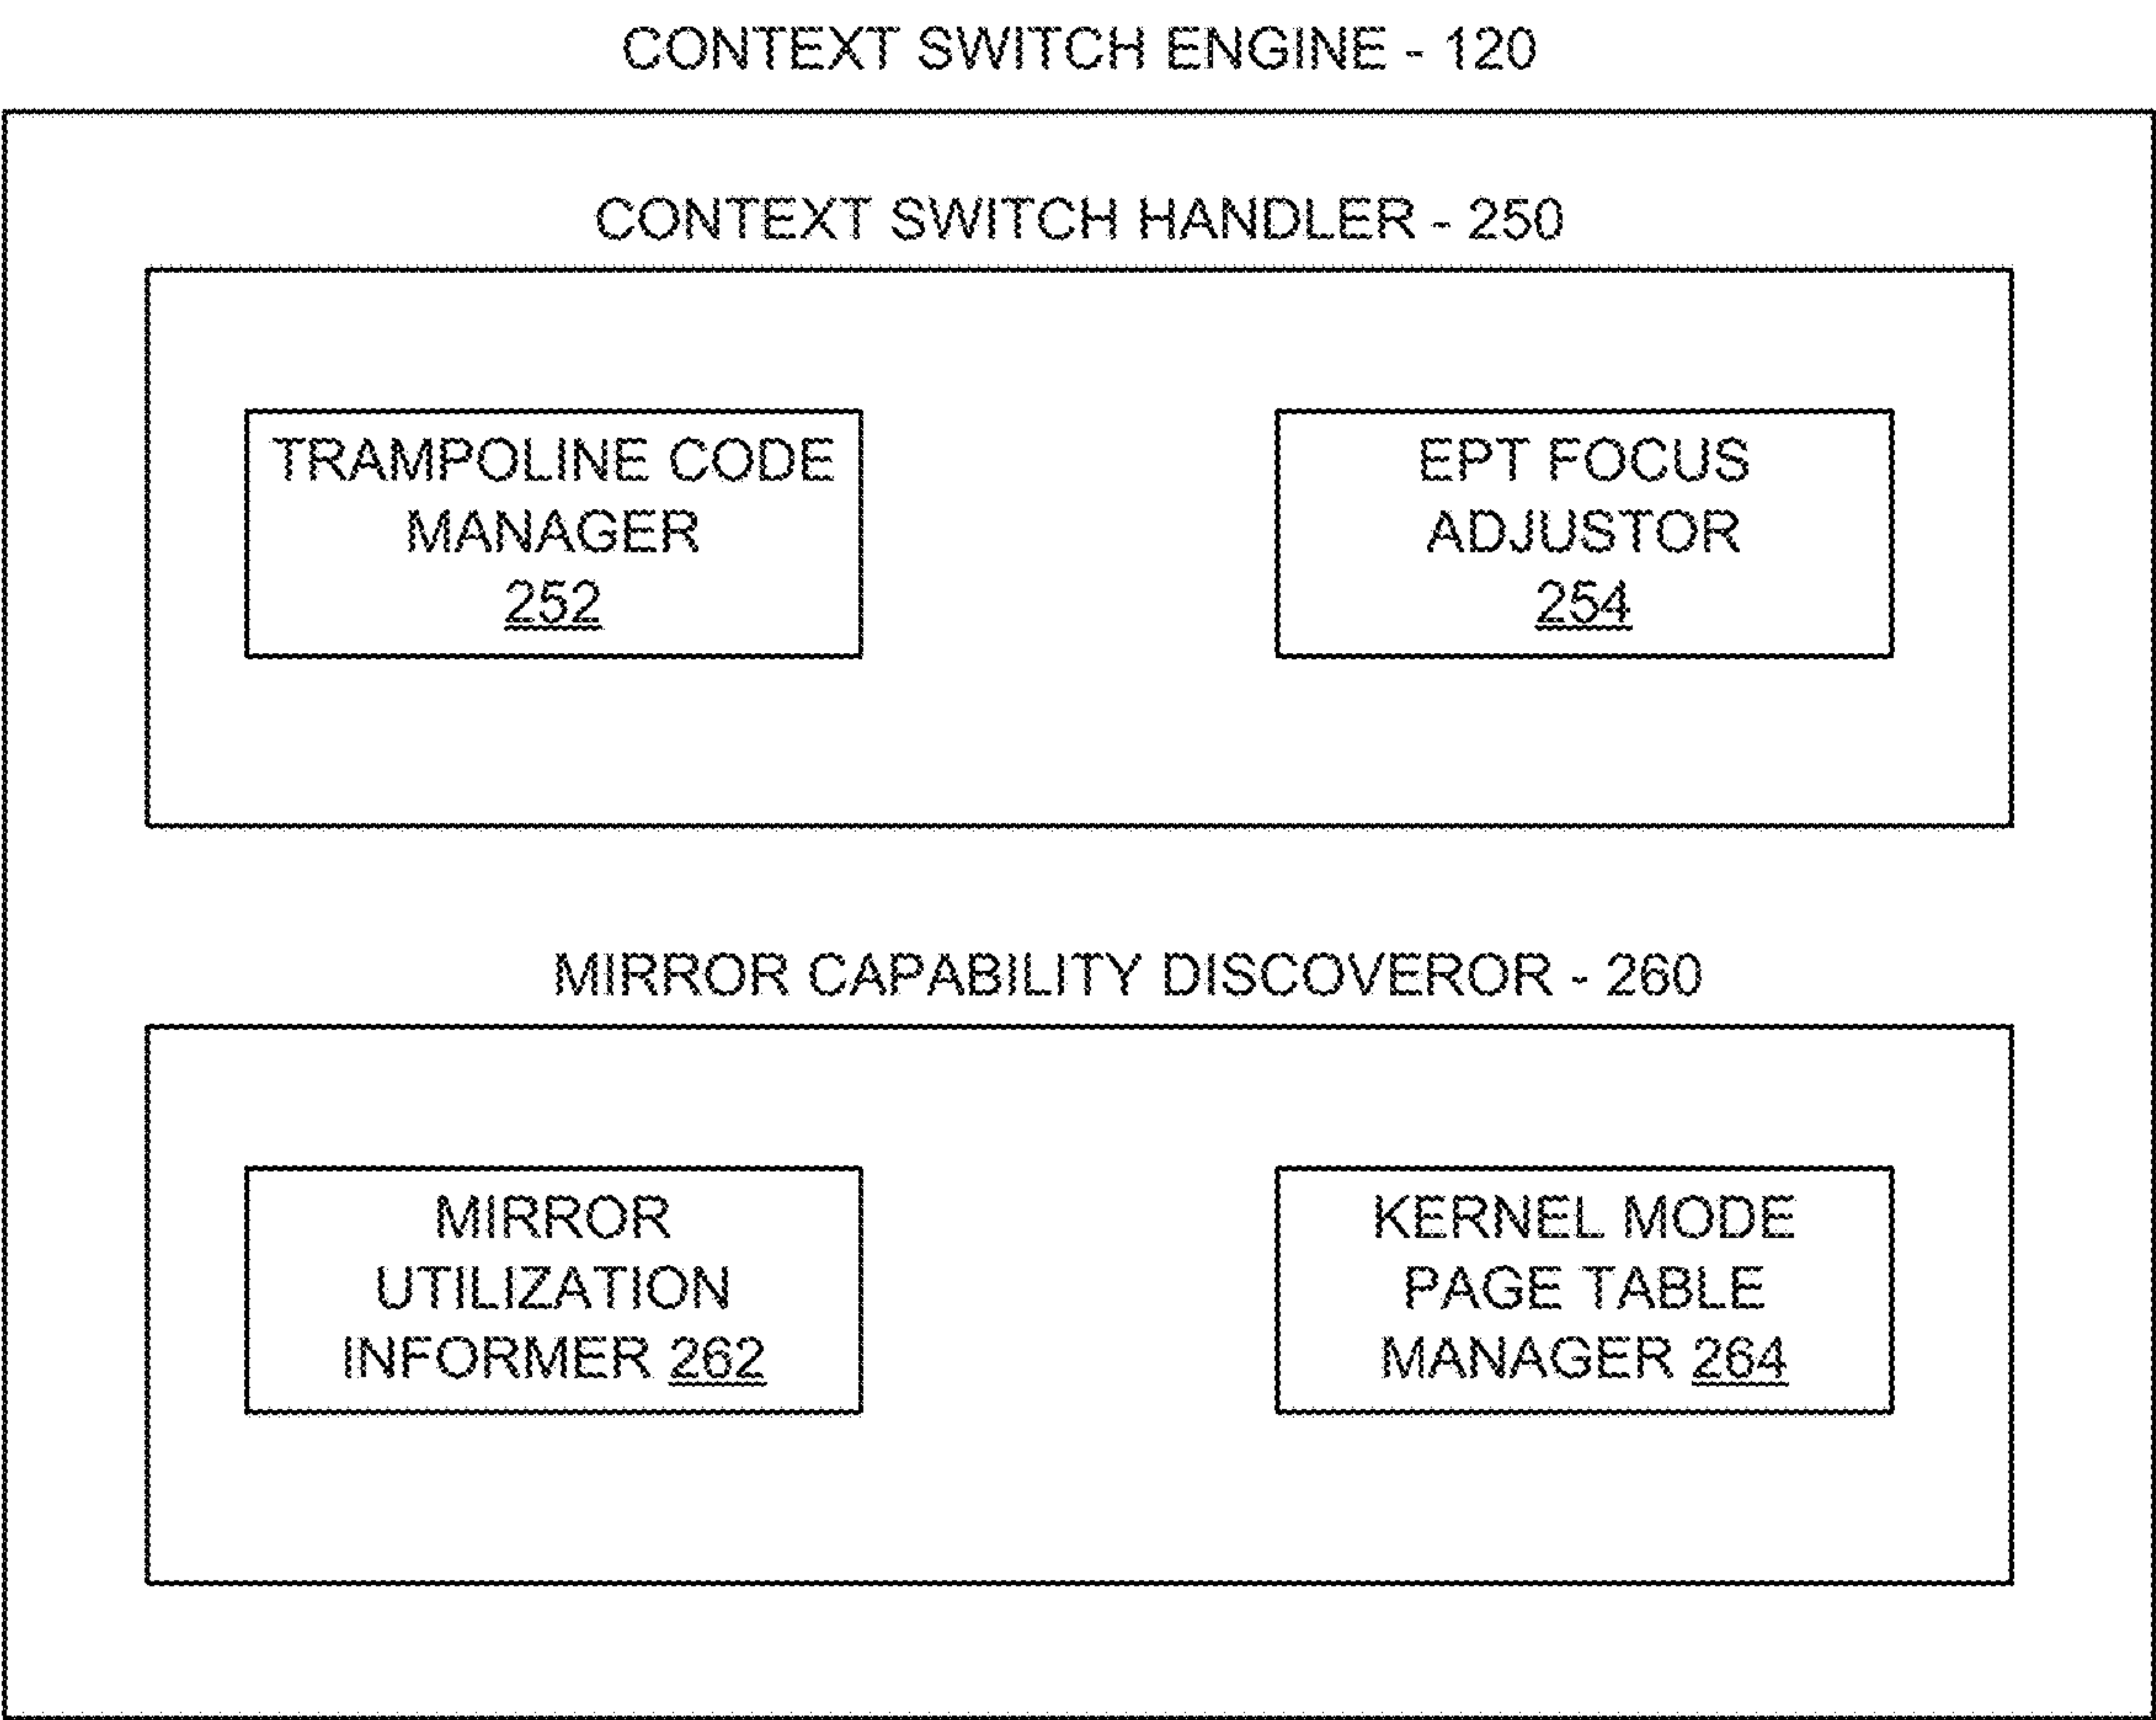 CONTEXT SWITCH ENGINE - 120
CONTEXT SWITCH HANDLER - 250
TRAMPOLINE CODE
MANAGER
252
EPT FOCUS
ADJUSTOR
254
MIRROR CAPABILITY DISCOVEROR - 260
MIRROR
UTILIZATION
INFORMER 262
KERNEL MODE
PAGE TABLE
MANAGER 264